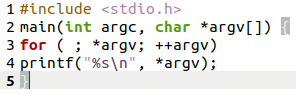 1 #include <stdio.h>
2 main(int argc, char *argv[]) {
3 for ( ; *argv; ++argv)
4 printf("%s\n", *argv);
5 }